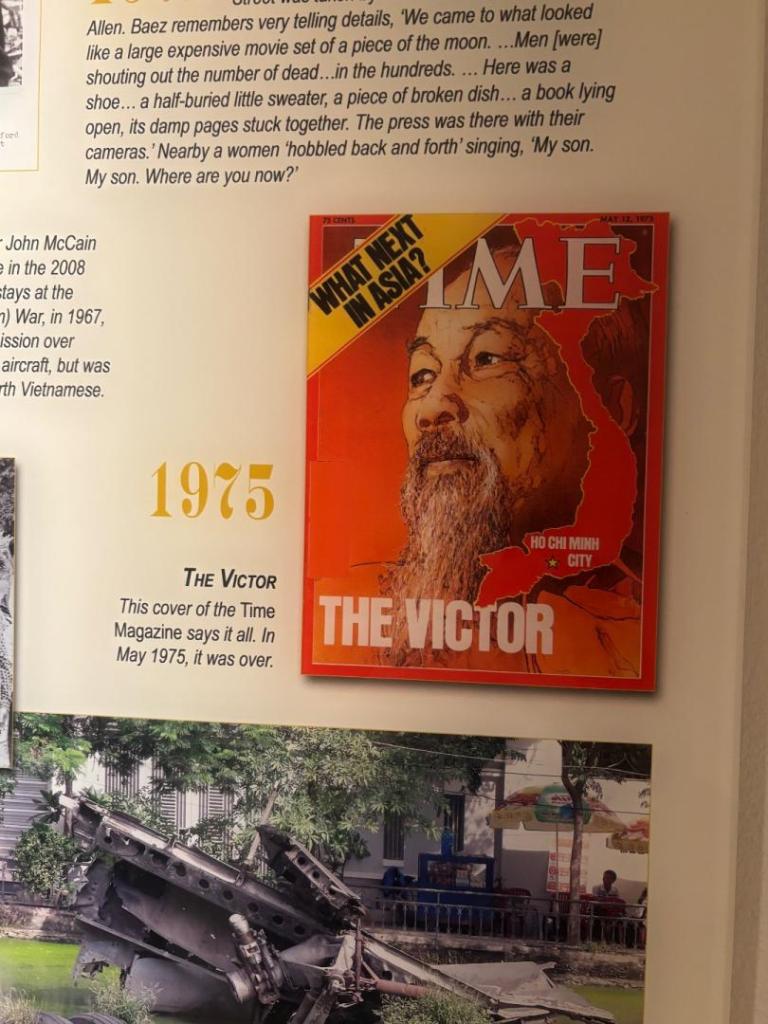 Street was taken by
Allen. Baez remembers very telling details, ‘We came to what looked
like a large expensive movie set of a piece of the moon. …Men [were]
shouting out the number of dead…in the hundreds. … Here was a
shoe… a half-buried little sweater, a piece of broken dish… a book lying
open, its damp pages stuck together. The press was there with their
cameras.’ Nearby a women ‘hobbled back and forth’ singing, ‘My son.
My son. Where are you now?’
John McCain
in the 2008
stays at the
War, in 1967,
ission over
aircraft, but was
rth Vietnamese.
75 CENTS
MAY 12, 1975
WHAT NEXT
IN ASIA?
TIME
HO CHI MINH
CITY
THE VICTOR
1975
THE VICTOR
This cover of the Time
Magazine says it all. In
May 1975, it was over.